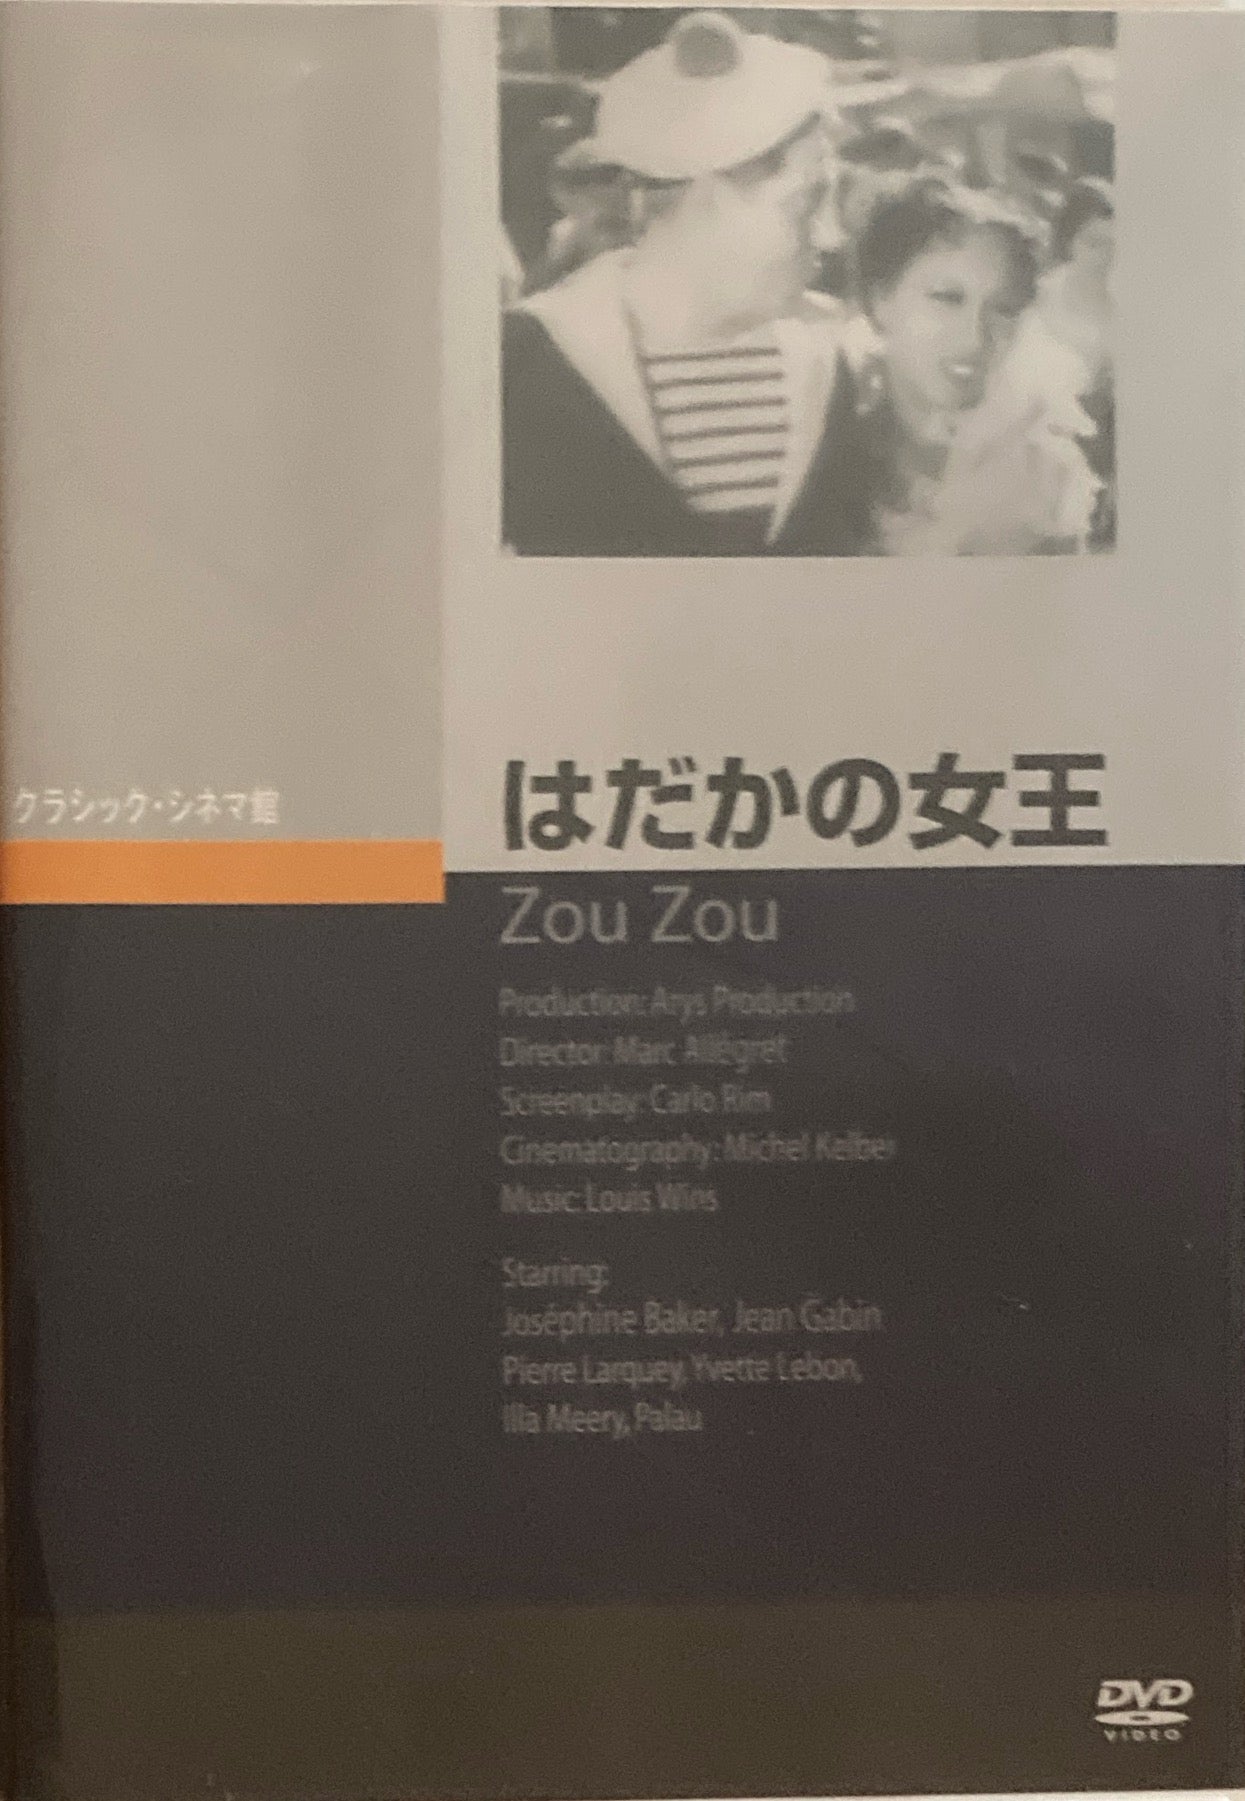 クラシック・シネマ館
はだかの女王
Zou Zou
Production: Arys Production
Director: Marc Allégret
Screenplay: Carlo Rim
Cinematography: Michel Kelber
Music: Louis Wins
Starring:
Joséphine Baker, Jean Gabin
Pierre Larquey, Yvette Lebon,
Illa Meery, Palau
DVD
VIDEO